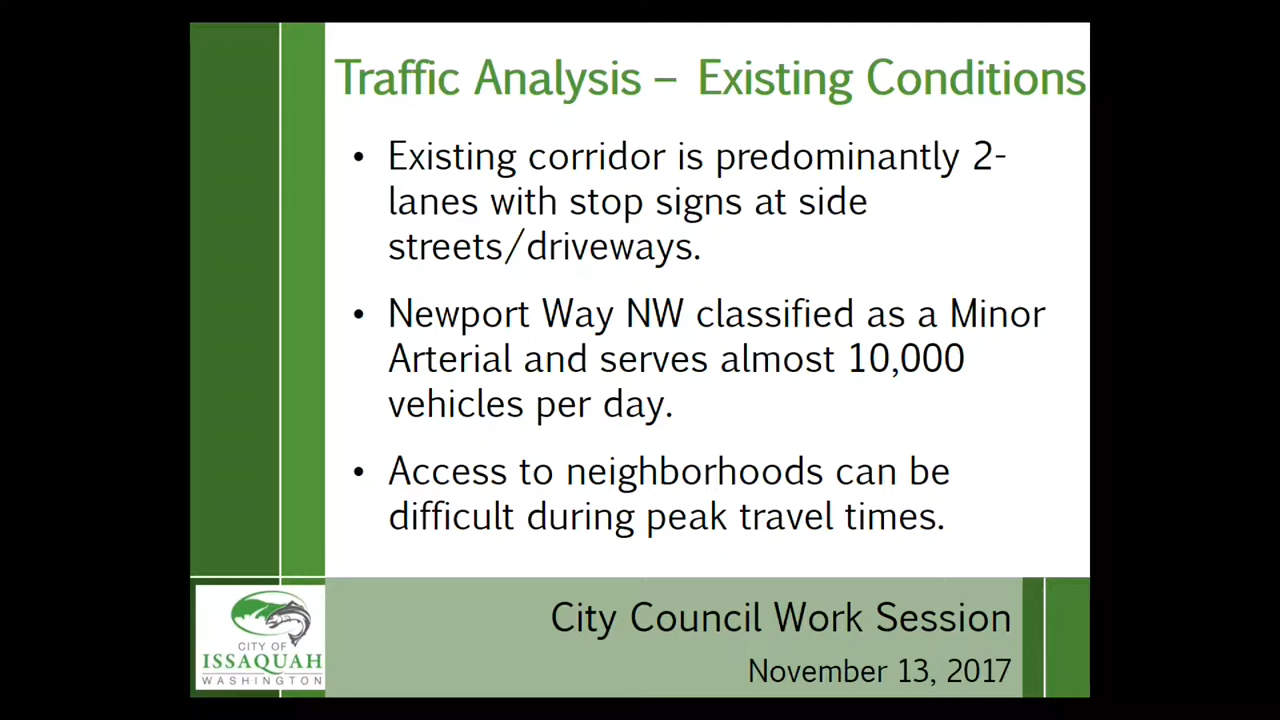 Traffic Analysis – Existing Conditions
• Existing corridor is predominantly 2-
lanes with stop signs at side
streets/driveways.
• Newport Way NW classified as a Minor
Arterial and serves almost 10,000
vehicles per day.
• Access to neighborhoods can be
difficult during peak travel times.
City Council Work Session
November 13, 2017
CITY OF
ISSAQUAH
WASHINGTON